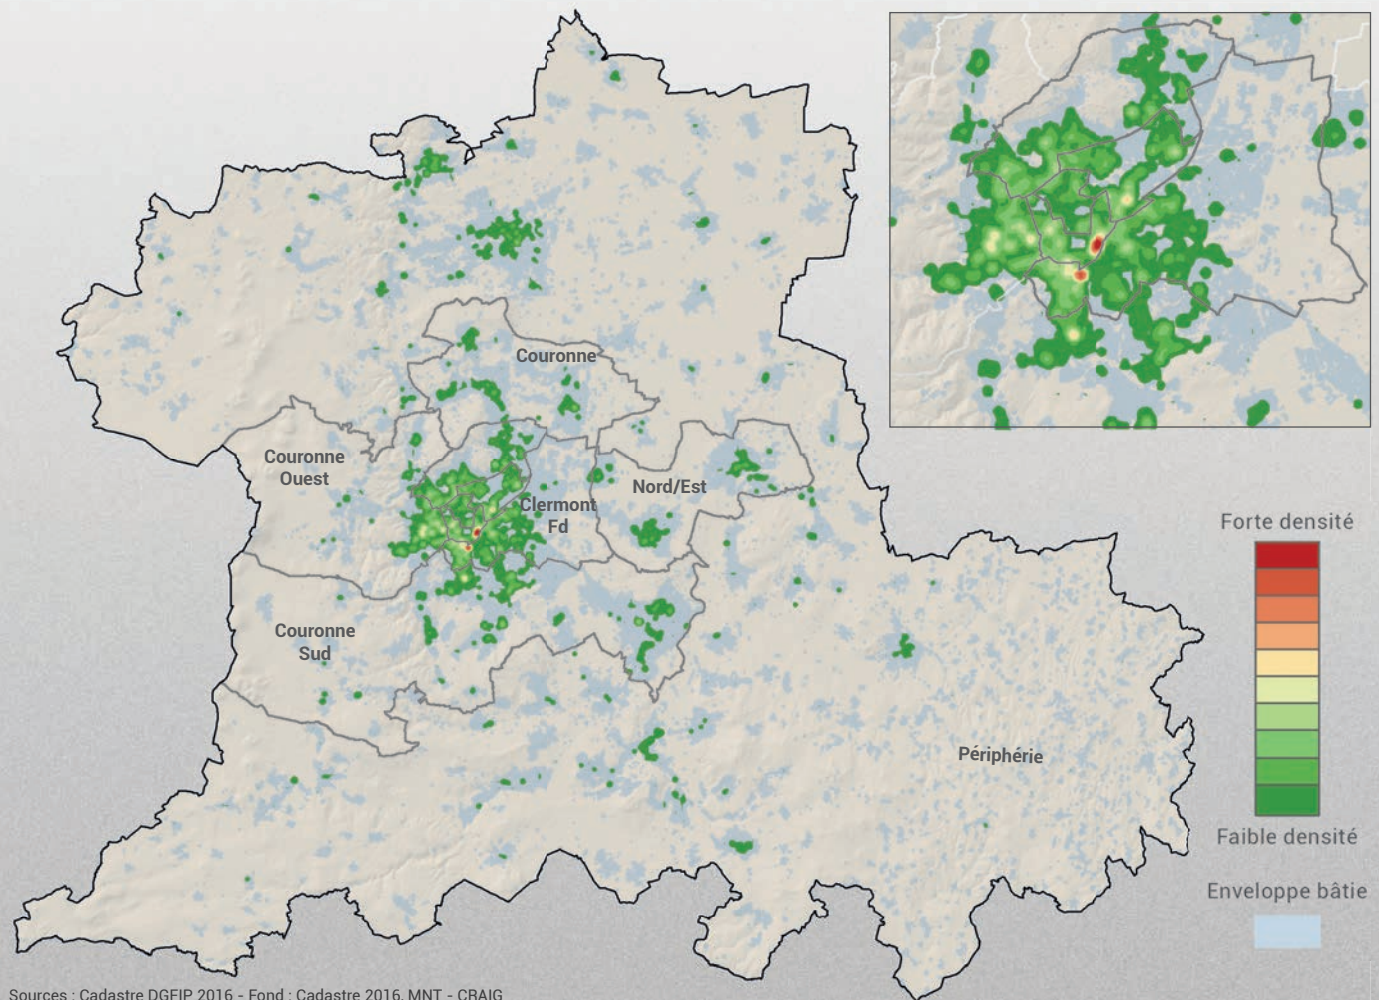 Couronne
Couronne
Ouest
Nord/Est
Clermont
Fd
Couronne
Sud
Périphérie
Forte densité
Faible densité
Enveloppe bâtie
Sources : Cadastre DGFIP 2016 - Fond : Cadastre 2016, MNT - CRAIG